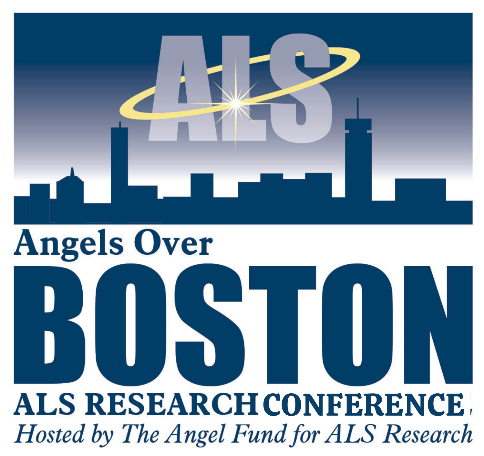 ALS
Angels Over
BOSTON
ALS RESEARCH CONFERENCE
Hosted by The Angel Fund for ALS Research